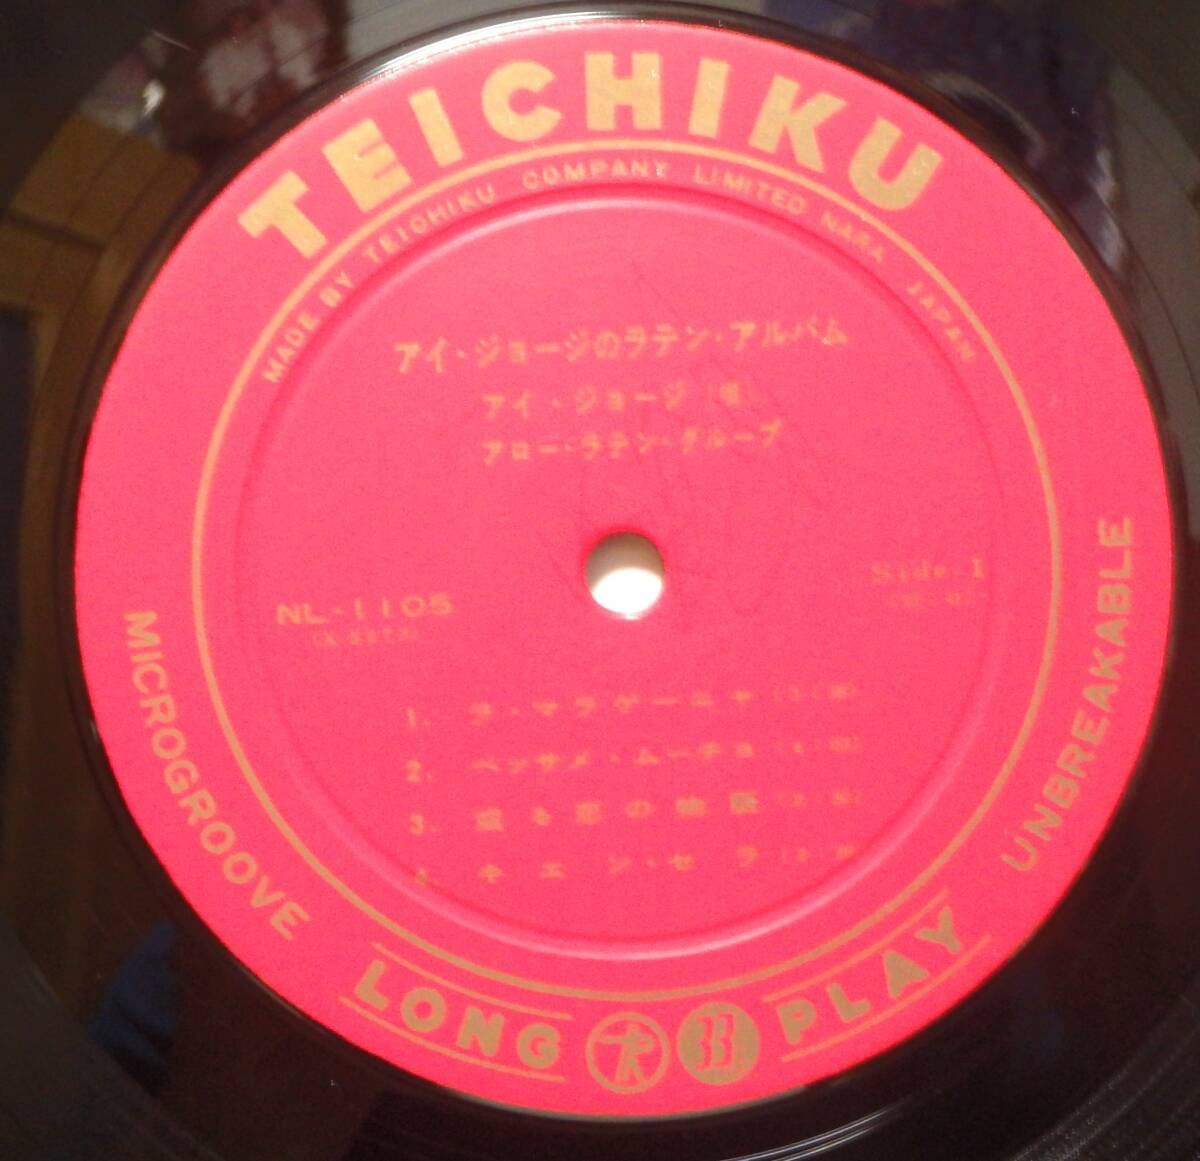 TEICHIKU
MADE BY TEICHIKU COMPANY LIMITED NARA JAPAN
アイ・ジョージのラテン・アルバム
アイ・ジョージ
アロー・ラテン・グループ
NL-1105
Side-1
1. ラ・マラゲーニャ
2. ベッサメ・ムーチョ
3. 或る恋の物語
4. キエン・セラ
MICROGROOVE
LONG PLAY
UNBREAKABLE